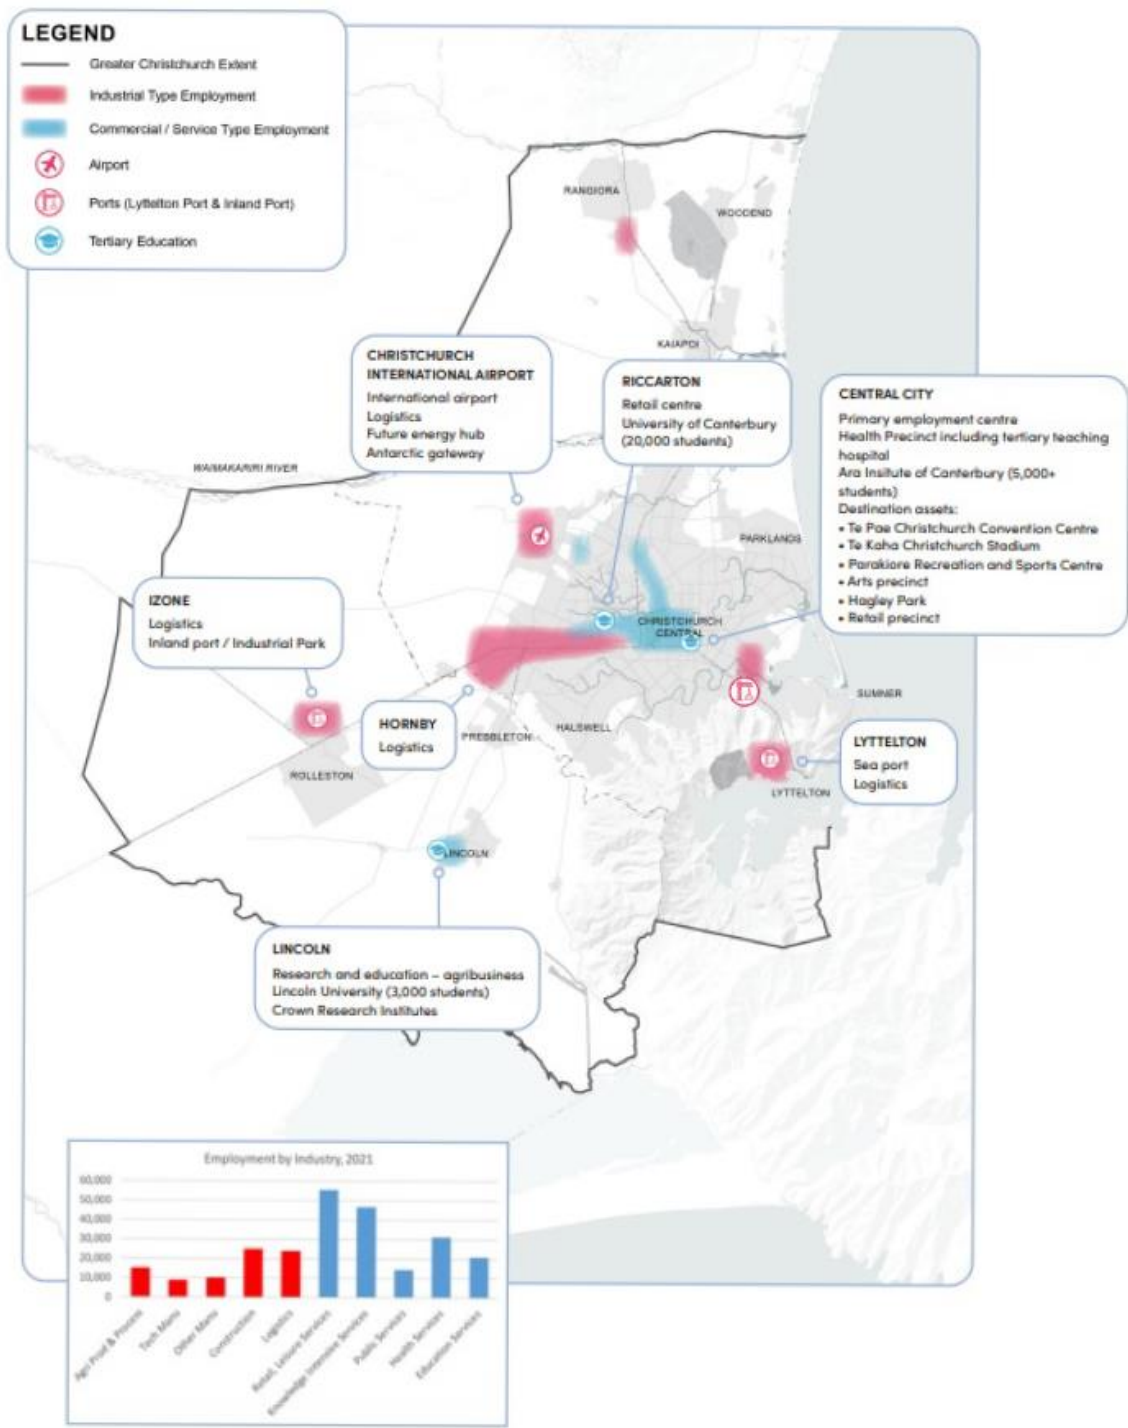 LEGEND
Greater Christchurch Extent
Industrial Type Employment
Commercial / Service Type Employment
Airport
Ports (Lyttelton Port & Inland Port)
Tertiary Education
RANGIORA
WOODEND
KAIAPOI
CHRISTCHURCH
INTERNATIONAL AIRPORT
International airport
Logistics
Future energy hub
Antarctic gateway
RICCARTON
Retail centre
University of Canterbury
(20,000 students)
CENTRAL CITY
Primary employment centre
Health Precinct including tertiary teaching
hospital
Ara Insitute of Canterbury (5,000+
students)
Destination assets:
• Te Pae Christchurch Convention Centre
• Te Kaha Christchurch Stadium
• Parakiore Recreation and Sports Centre
• Arts precinct
• Hagley Park
• Retail precinct
WAIMAKARIRI RIVER
PARKLANDS
IZONE
Logistics
Inland port / Industrial Park
CHRISTCHURCH
CENTRAL
SUMNER
HORNBY
Logistics
PREBBLETON
HALSWELL
ROLLESTON
LYTTELTON
Sea port
Logistics
LYTTELTON
LINCOLN
LINCOLN
Research and education – agribusiness
Lincoln University (3,000 students)
Crown Research Institutes
Employment by Industry, 2021
60,000
50,000
40,000
30,000
20,000
10,000
0
Agri Prod & Process
Tech Manu
Other Manu
Construction
Logistics
Retail, Leisure Services
Knowledge Intensive Services
Public Services
Health Services
Education Services